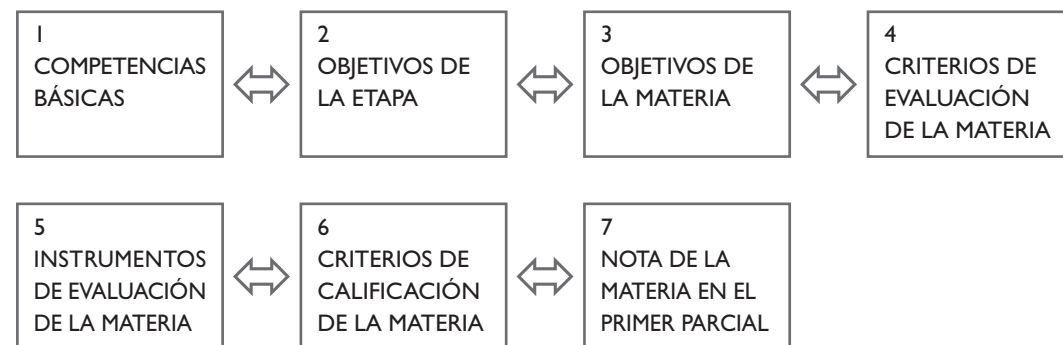 1
COMPETENCIAS
BÁSICAS
2
OBJETIVOS DE
LA ETAPA
3
OBJETIVOS DE
LA MATERIA
4
CRITERIOS DE
EVALUACIÓN
DE LA MATERIA
5
INSTRUMENTOS
DE EVALUACIÓN
DE LA MATERIA
6
CRITERIOS DE
CALIFICACIÓN
DE LA MATERIA
7
NOTA DE LA
MATERIA EN EL
PRIMER PARCIAL